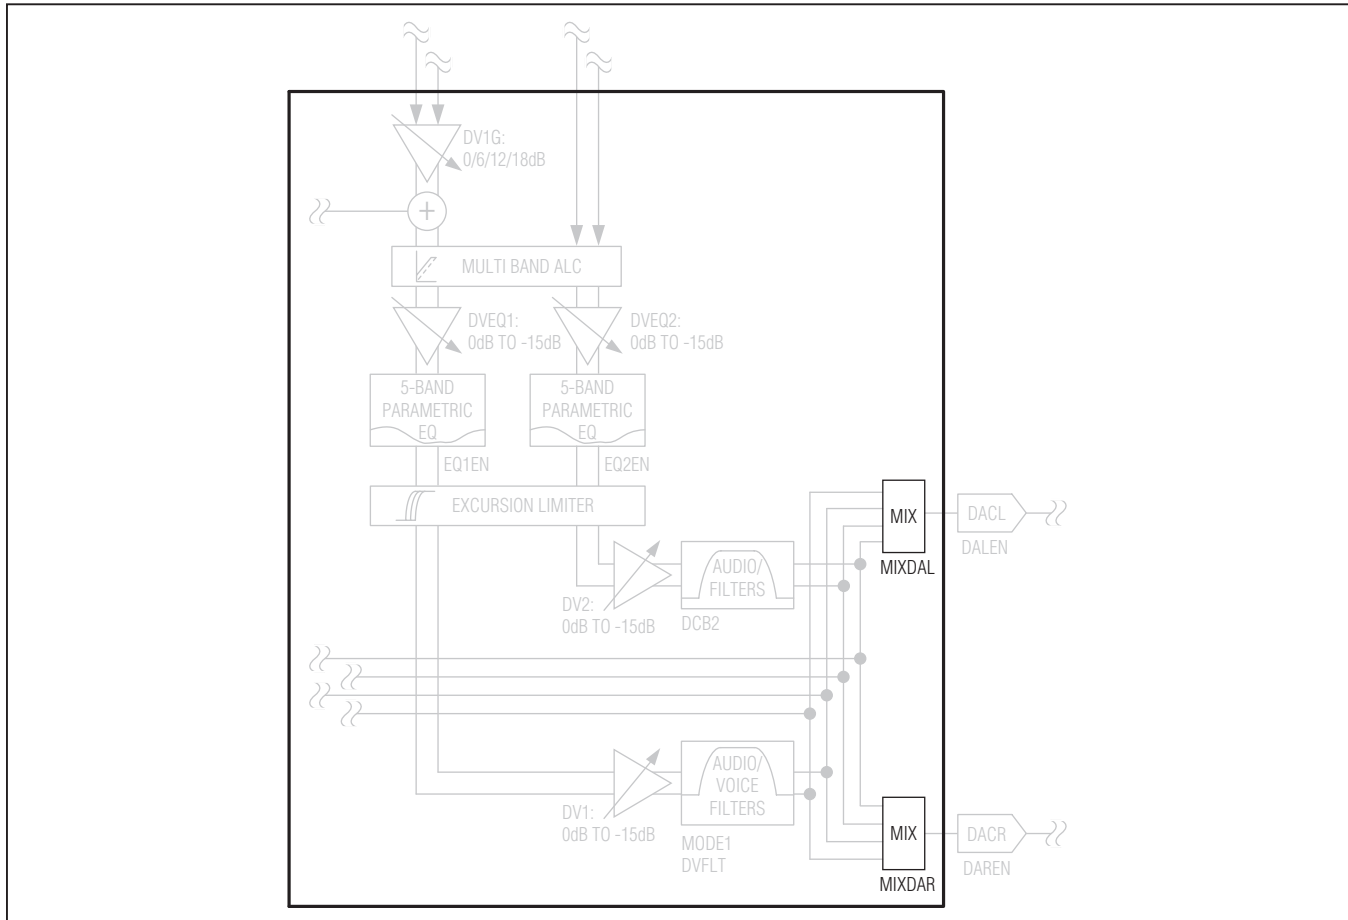 DV1G:
0/6/12/18dB
+
MULTI BAND ALC
DVEQ1:
0dB TO -15dB
DVEQ2:
0dB TO -15dB
5-BAND
PARAMETRIC
EQ
5-BAND
PARAMETRIC
EQ
EQ1EN
EQ2EN
EXCURSION LIMITER
MIX
MIXDAL
DACL
DALEN
AUDIO/
FILTERS
DV2:
0dB TO -15dB
DCB2
AUDIO/
VOICE
FILTERS
DV1:
0dB TO -15dB
MODE1
DVFLT
MIX
MIXDAR
DACR
DAREN